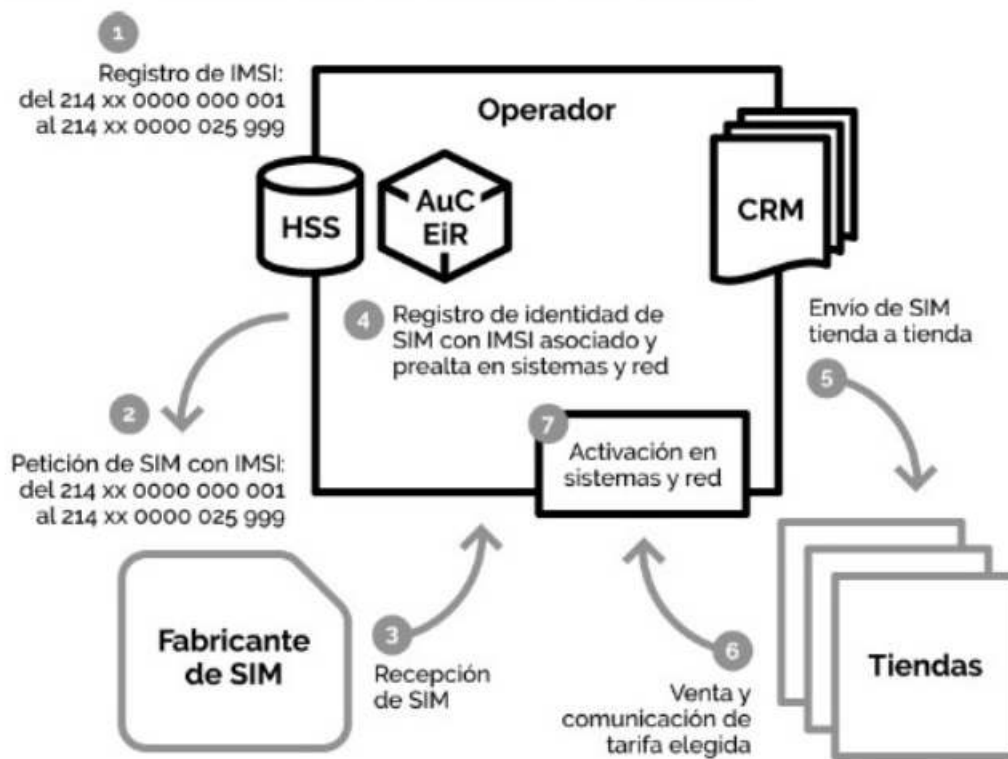 1
Registro de IMSI:
del 214 xx 0000 000 001
al 214 xx 0000 025 999
Operador
HSS
AuC
EiR
CRM
4
Registro de identidad de
SIM con IMSI asociado y
prealta en sistemas y red
Envío de SIM
tienda a tienda
5
2
Petición de SIM con IMSI:
del 214 xx 0000 000 001
al 214 xx 0000 025 999
7
Activación en
sistemas y red
Fabricante
de SIM
3
Recepción
de SIM
6
Venta y
comunicación de
tarifa elegida
Tiendas